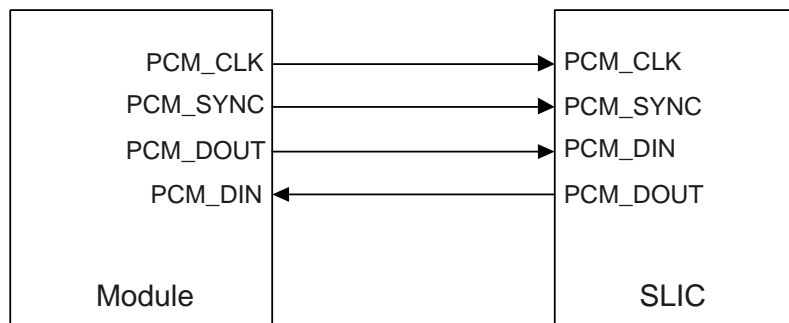 PCM_CLK
PCM_SYNC
PCM_DOUT
PCM_DIN
Module
PCM_CLK
PCM_SYNC
PCM_DIN
PCM_DOUT
SLIC